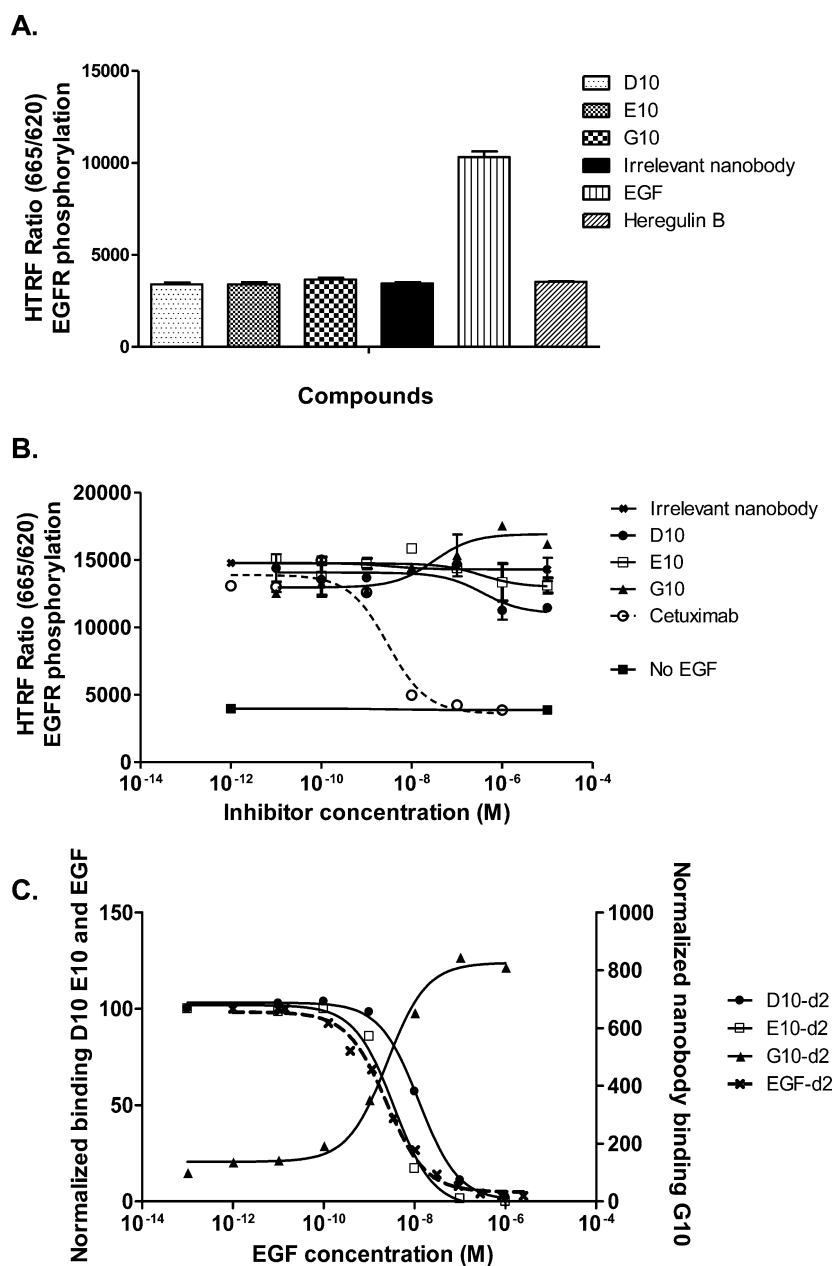 A.
HTRF Ratio (665/620)
EGFR phosphorylation
15000
10000
5000
0
Compounds
D10
E10
G10
Irrelevant nanobody
EGF
Heregulin B
B.
HTRF Ratio (665/620)
EGFR phosphorylation
20000
15000
10000
5000
0
10-14
10-12
10-10
10-8
10-6
10-4
Inhibitor concentration (M)
Irrelevant nanobody
D10
E10
G10
Cetuximab
No EGF
C.
Normalized binding D10 E10 and EGF
150
100
50
0
10-14
10-12
10-10
10-8
10-6
10-4
EGF concentration (M)
1000
800
600
400
200
0
Normalized nanobody binding G10
D10-d2
E10-d2
G10-d2
EGF-d2